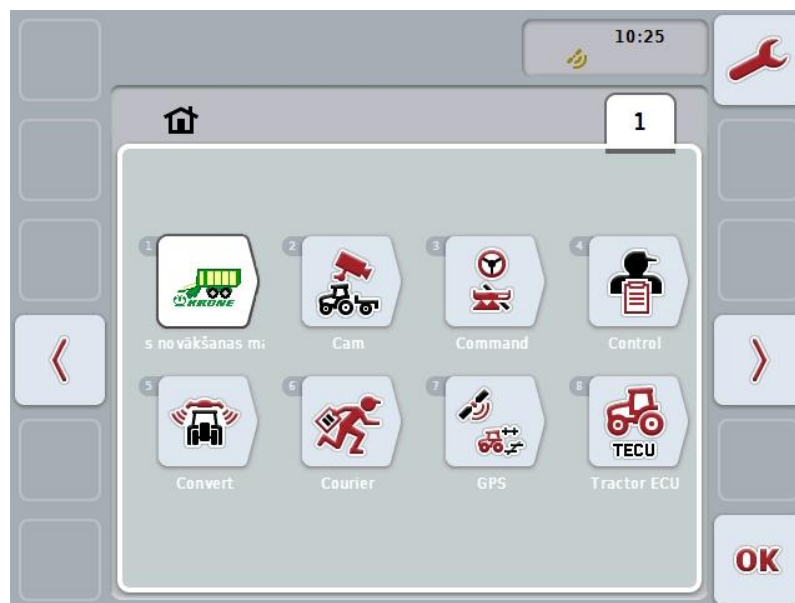 10:25
1
1 2 3 4
KRONE
s novākšanas ma Cam Command Control
5 6 7 8
TECU
Convert Courier GPS Tractor ECU
OK